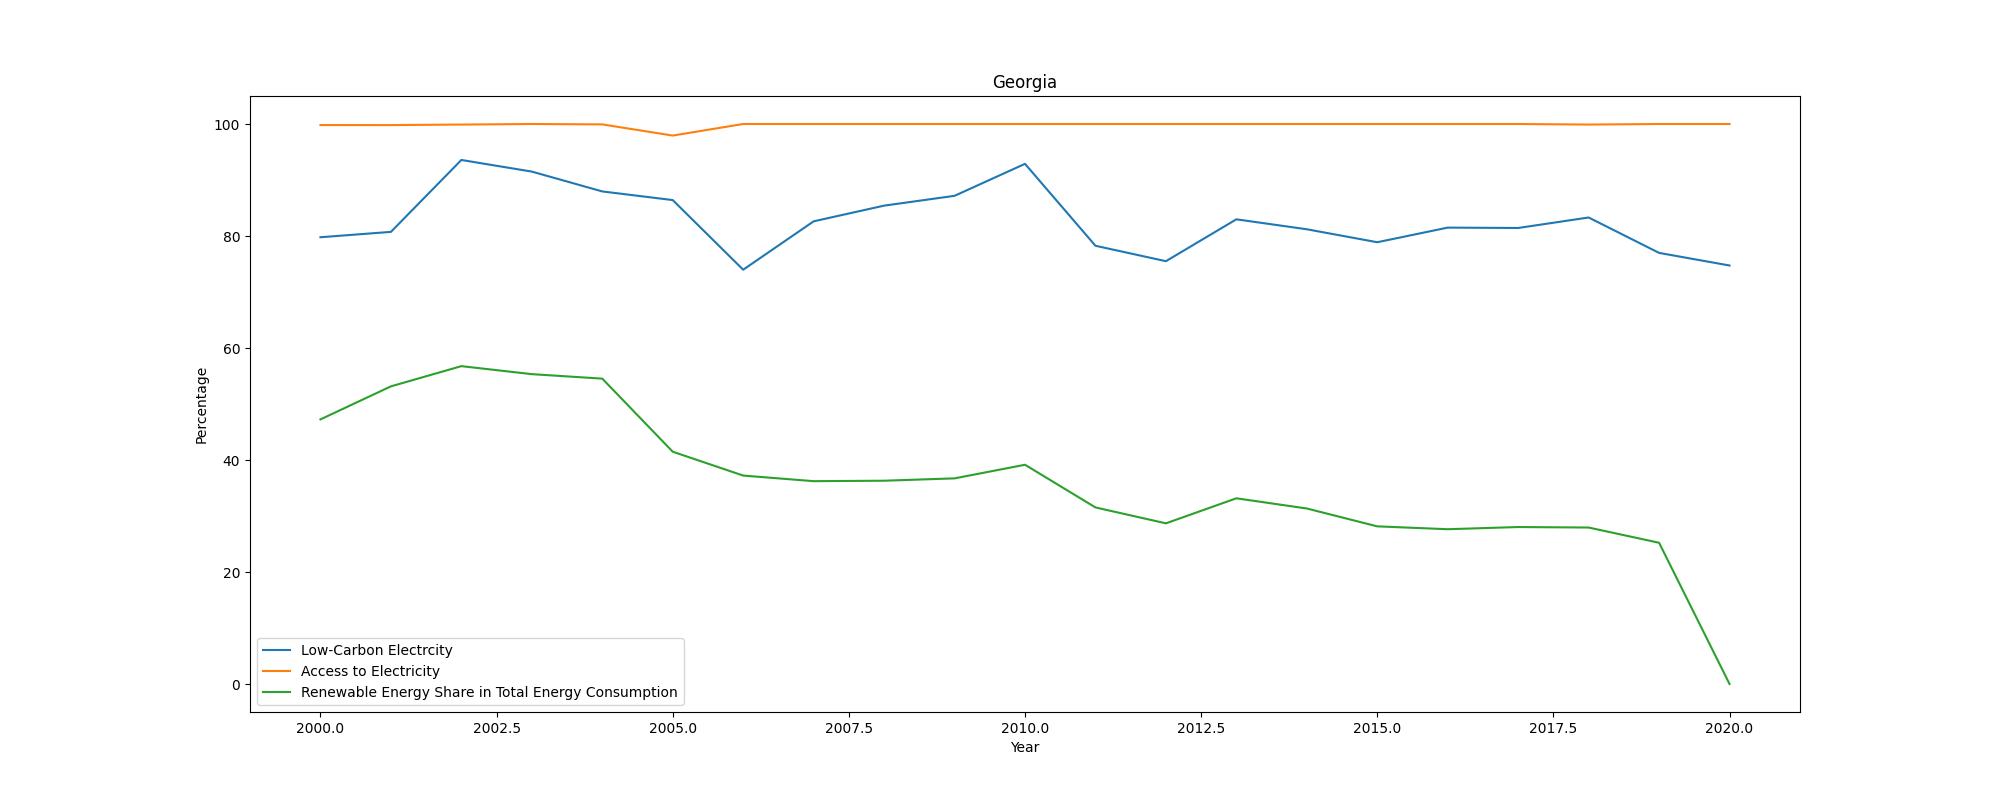 Georgia
100
80
60
40
20
0
Percentage
Low-Carbon Electrcity
Access to Electricity
Renewable Energy Share in Total Energy Consumption
2000.0 2002.5 2005.0 2007.5 2010.0 2012.5 2015.0 2017.5 2020.0
Year